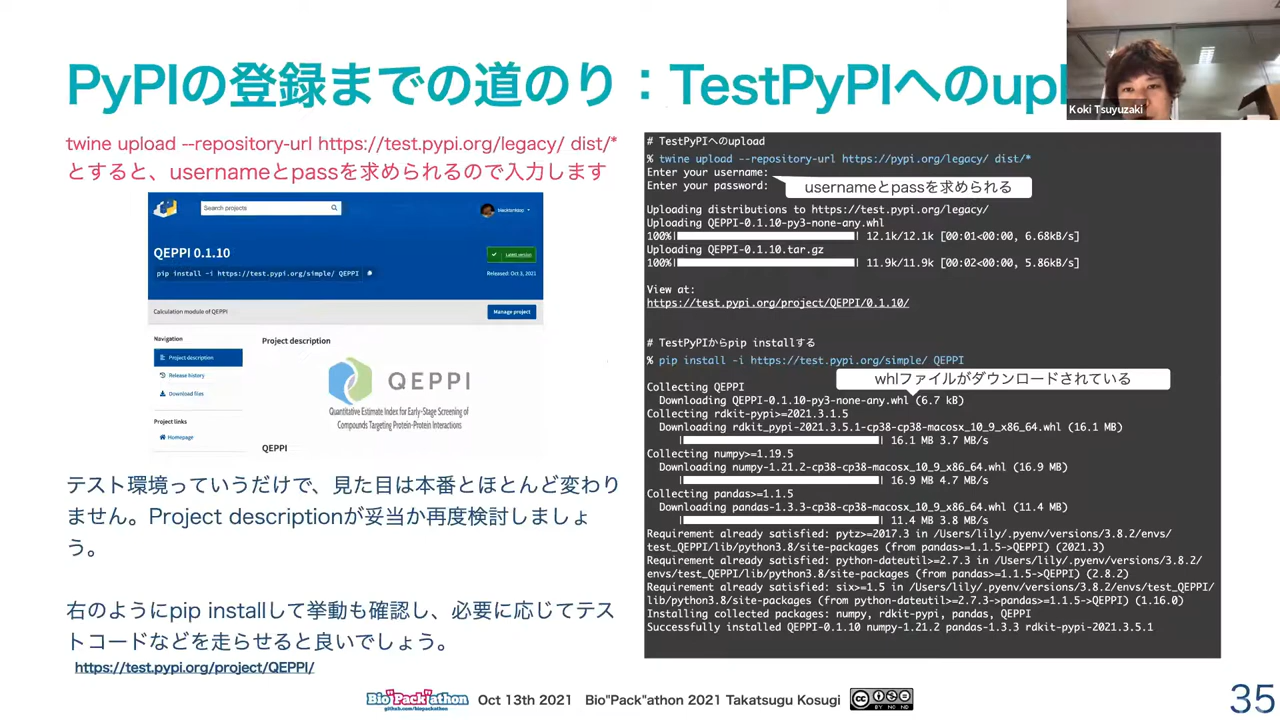 PyPIの登録までの道のり：TestPyPIへのupl
Koki Tsuyuzaki
twine upload --repository-url https://test.pypi.org/legacy/ dist/*
とすると、usernameとpassを求められるので入力します
Search projects
QEPPI 0.1.10
Latest version
pip install -i https://test.pypi.org/simple/ QEPPI
Released: Oct 3, 2021
Calculation module of QEPPI
Manage project
Navigation
Project description
Release history
Download files
Project links
Homepage
Project description
QEPPI
Quantitative Estimate Index for Early-Stage Screening of
Compounds Targeting Protein-Protein Interactions
QEPPI
テスト環境っていうだけで、見た目は本番とほとんど変わり
ません。Project descriptionが妥当か再度検討しましょ
う。
右のようにpip installして挙動も確認し、必要に応じてテス
トコードなどを走らせると良いでしょう。
https://test.pypi.org/project/QEPPI/
# TestPyPIへのupload
% twine upload --repository-url https://pypi.org/legacy/ dist/*
Enter your username:
Enter your password:
usernameとpassを求められる
Uploading distributions to https://test.pypi.org/legacy/
Uploading QEPPI-0.1.10-py3-none-any.whl
100%| | 12.1k/12.1k [00:01<00:00, 6.68kB/s]
Uploading QEPPI-0.1.10.tar.gz
100%| | 11.9k/11.9k [00:02<00:00, 5.86kB/s]
View at:
https://test.pypi.org/project/QEPPI/0.1.10/
# TestPyPIからpip installする
% pip install -i https://test.pypi.org/simple/ QEPPI
whlファイルがダウンロードされている
Collecting QEPPI
Downloading QEPPI-0.1.10-py3-none-any.whl (6.7 kB)
Collecting rdkit-pypi>=2021.3.1.5
Downloading rdkit_pypi-2021.3.5.1-cp38-cp38-macosx_10_9_x86_64.whl (16.1 MB)
| | 16.1 MB 3.7 MB/s
Collecting numpy>=1.19.5
Downloading numpy-1.21.2-cp38-cp38-macosx_10_9_x86_64.whl (16.9 MB)
| | 16.9 MB 4.7 MB/s
Collecting pandas>=1.1.5
Downloading pandas-1.3.3-cp38-cp38-macosx_10_9_x86_64.whl (11.4 MB)
| | 11.4 MB 3.8 MB/s
Requirement already satisfied: pytz>=2017.3 in /Users/lily/.pyenv/versions/3.8.2/envs/
test_QEPPI/lib/python3.8/site-packages (from pandas>=1.1.5->QEPPI) (2021.3)
Requirement already satisfied: python-dateutil>=2.7.3 in /Users/lily/.pyenv/versions/3.8.2/
envs/test_QEPPI/lib/python3.8/site-packages (from pandas>=1.1.5->QEPPI) (2.8.2)
Requirement already satisfied: six>=1.5 in /Users/lily/.pyenv/versions/3.8.2/envs/test_QEPPI/
lib/python3.8/site-packages (from python-dateutil>=2.7.3->pandas>=1.1.5->QEPPI) (1.16.0)
Installing collected packages: numpy, rdkit-pypi, pandas, QEPPI
Successfully installed QEPPI-0.1.10 numpy-1.21.2 pandas-1.3.3 rdkit-pypi-2021.3.5.1
Bio"Pack"athon
github.com/biopackathon
Oct 13th 2021 Bio"Pack"athon 2021 Takatsugu Kosugi
BY NC ND
35